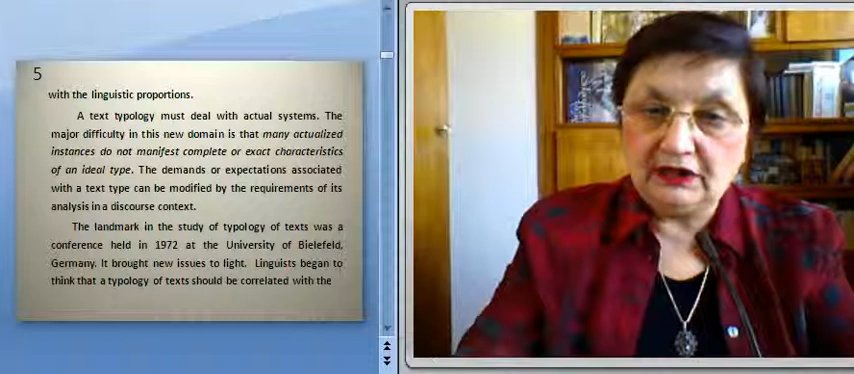 5
with the linguistic proportions.
A text typology must deal with actual systems. The
major difficulty in this new domain is that many actualized
instances do not manifest complete or exact characteristics
of an ideal type. The demands or expectations associated
with a text type can be modified by the requirements of its
analysis in a discourse context.
The landmark in the study of typology of texts was a
conference held in 1972 at the University of Bielefeld,
Germany. It brought new issues to light. Linguists began to
think that a typology of texts should be correlated with the